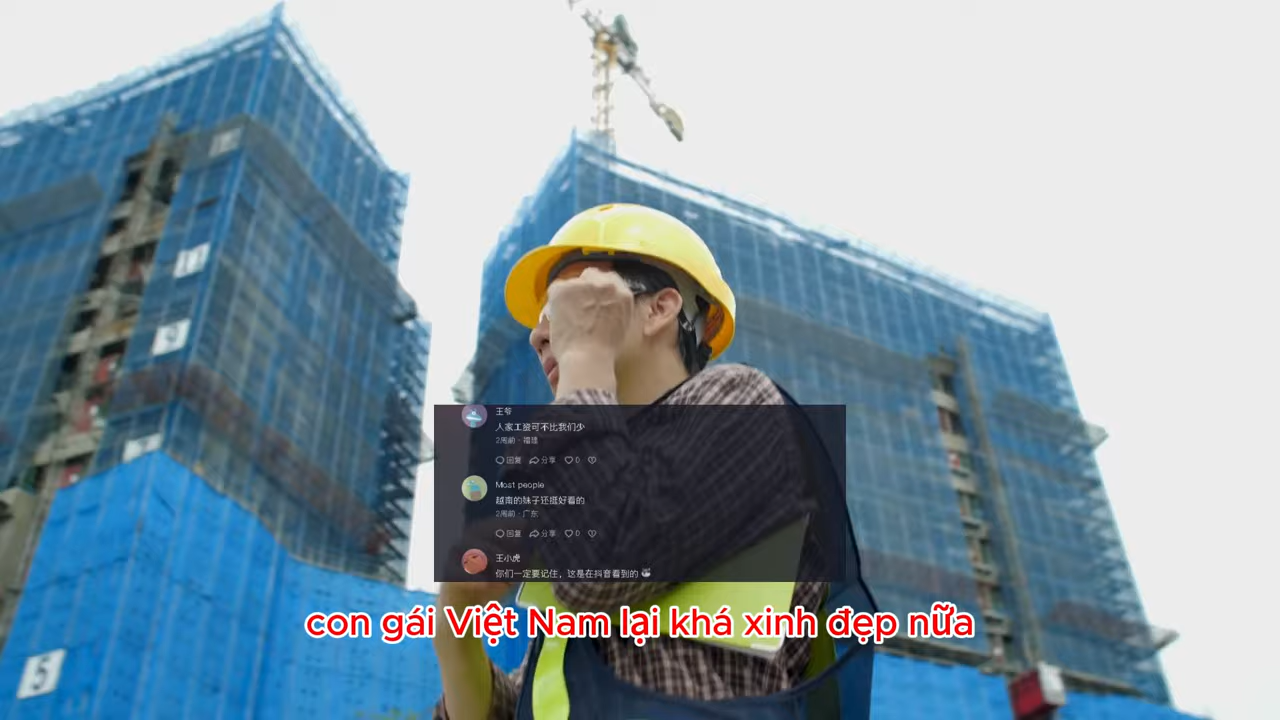 王爷
人家工资可不比我们少
2周前 · 福建
回复 分享 0
Most people
越南的妹子还挺好看的
2周前 · 广东
回复 分享 0
王小虎
你们一定要记住，这是在抖音看到的
con gái Việt Nam lại khá xinh đẹp nữa
5